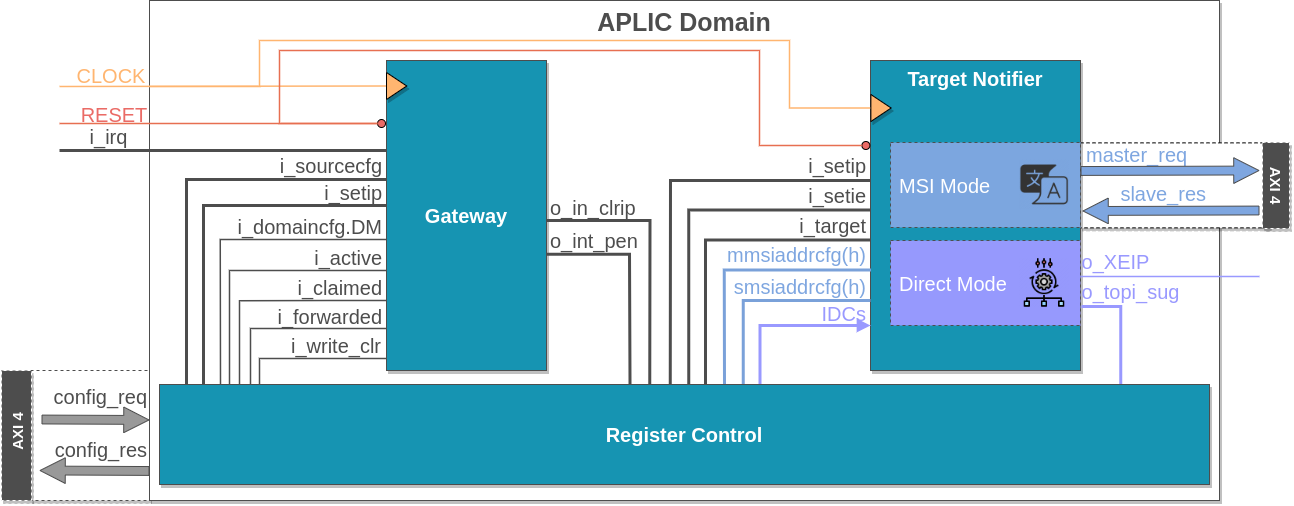 APLIC Domain
CLOCK
RESET
i_irq
i_sourcecfg
i_setip
i_domaincfg.DM
i_active
i_claimed
i_forwarded
i_write_clr
Gateway
o_in_clrip
o_int_pen
i_setip
i_setie
i_target
mmsiaddrcfg(h)
smsiaddrcfg(h)
IDCs
Target Notifier
MSI Mode
文 A
Direct Mode
master_req
slave_res
AXI 4
o_XEIP
o_topi_sug
AXI 4
config_req
config_res
Register Control